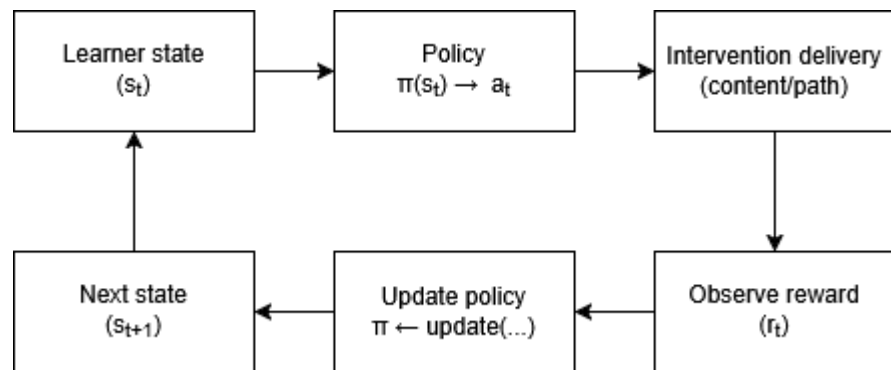 Learner state
(sₜ)
Policy
π(sₜ) → aₜ
Intervention delivery
(content/path)
Next state
(sₜ₊₁)
Update policy
π ← update(...)
Observe reward
(rₜ)